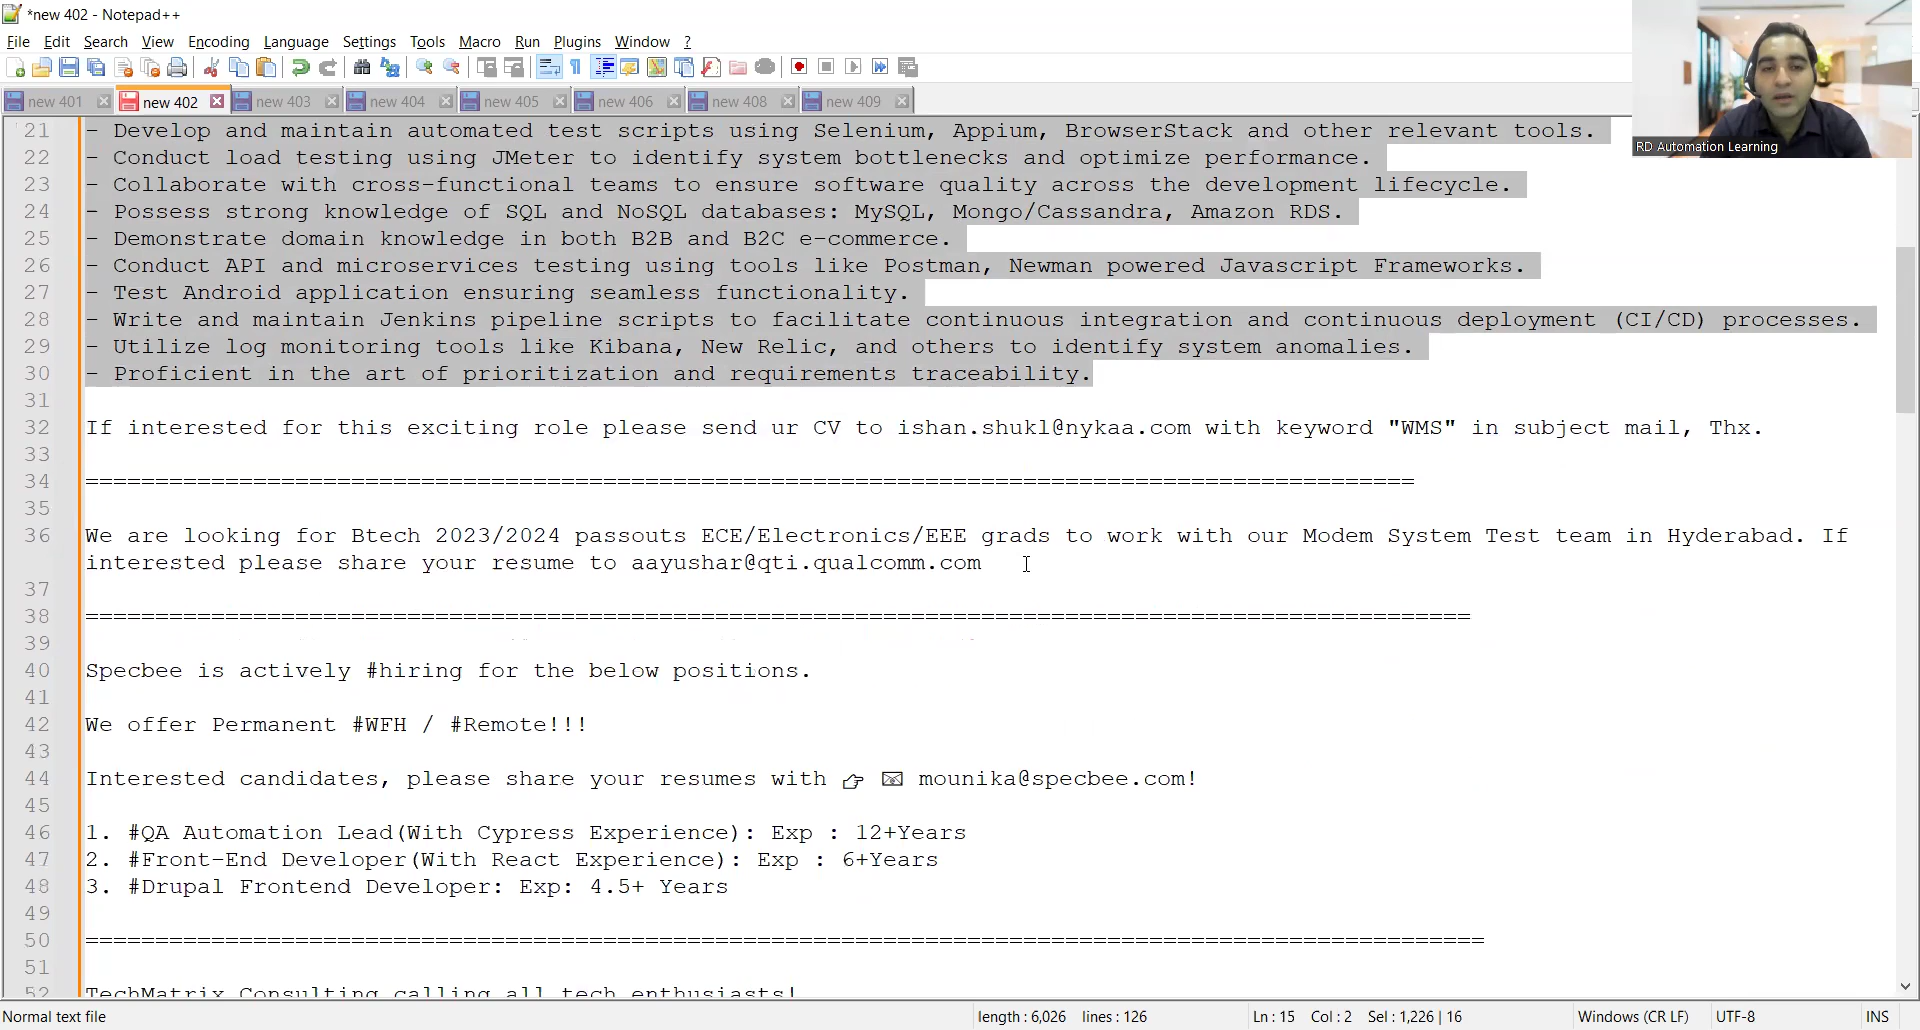 *new 402 - Notepad++
File Edit Search View Encoding Language Settings Tools Macro Run Plugins Window ?
new 401 new 402 new 403 new 404 new 405 new 406 new 408 new 409
RD Automation Learning
21 - Develop and maintain automated test scripts using Selenium, Appium, BrowserStack and other relevant tools.
22 - Conduct load testing using JMeter to identify system bottlenecks and optimize performance.
23 - Collaborate with cross-functional teams to ensure software quality across the development lifecycle.
24 - Possess strong knowledge of SQL and NoSQL databases: MySQL, Mongo/Cassandra, Amazon RDS.
25 - Demonstrate domain knowledge in both B2B and B2C e-commerce.
26 - Conduct API and microservices testing using tools like Postman, Newman powered Javascript Frameworks.
27 - Test Android application ensuring seamless functionality.
28 - Write and maintain Jenkins pipeline scripts to facilitate continuous integration and continuous deployment (CI/CD) processes.
29 - Utilize log monitoring tools like Kibana, New Relic, and others to identify system anomalies.
30 - Proficient in the art of prioritization and requirements traceability.
31
32 If interested for this exciting role please send ur CV to ishan.shukl@nykaa.com with keyword "WMS" in subject mail, Thx.
33
34 ===============================================================================================
35
36 We are looking for Btech 2023/2024 passouts ECE/Electronics/EEE grads to work with our Modem System Test team in Hyderabad. If
interested please share your resume to aayushar@qti.qualcomm.com
37
38 ===================================================================================================
39
40 Specbee is actively #hiring for the below positions.
41
42 We offer Permanent #WFH / #Remote!!!
43
44 Interested candidates, please share your resumes with 👉 ✉ mounika@specbee.com!
45
46 1. #QA Automation Lead(With Cypress Experience): Exp : 12+Years
47 2. #Front-End Developer(With React Experience): Exp : 6+Years
48 3. #Drupal Frontend Developer: Exp: 4.5+ Years
49
50 ====================================================================================================
51
52 TechMatrix Consulting calling all tech enthusiasts!
Normal text file length : 6,026 lines : 126 Ln : 15 Col : 2 Sel : 1,226 | 16 Windows (CR LF) UTF-8 INS